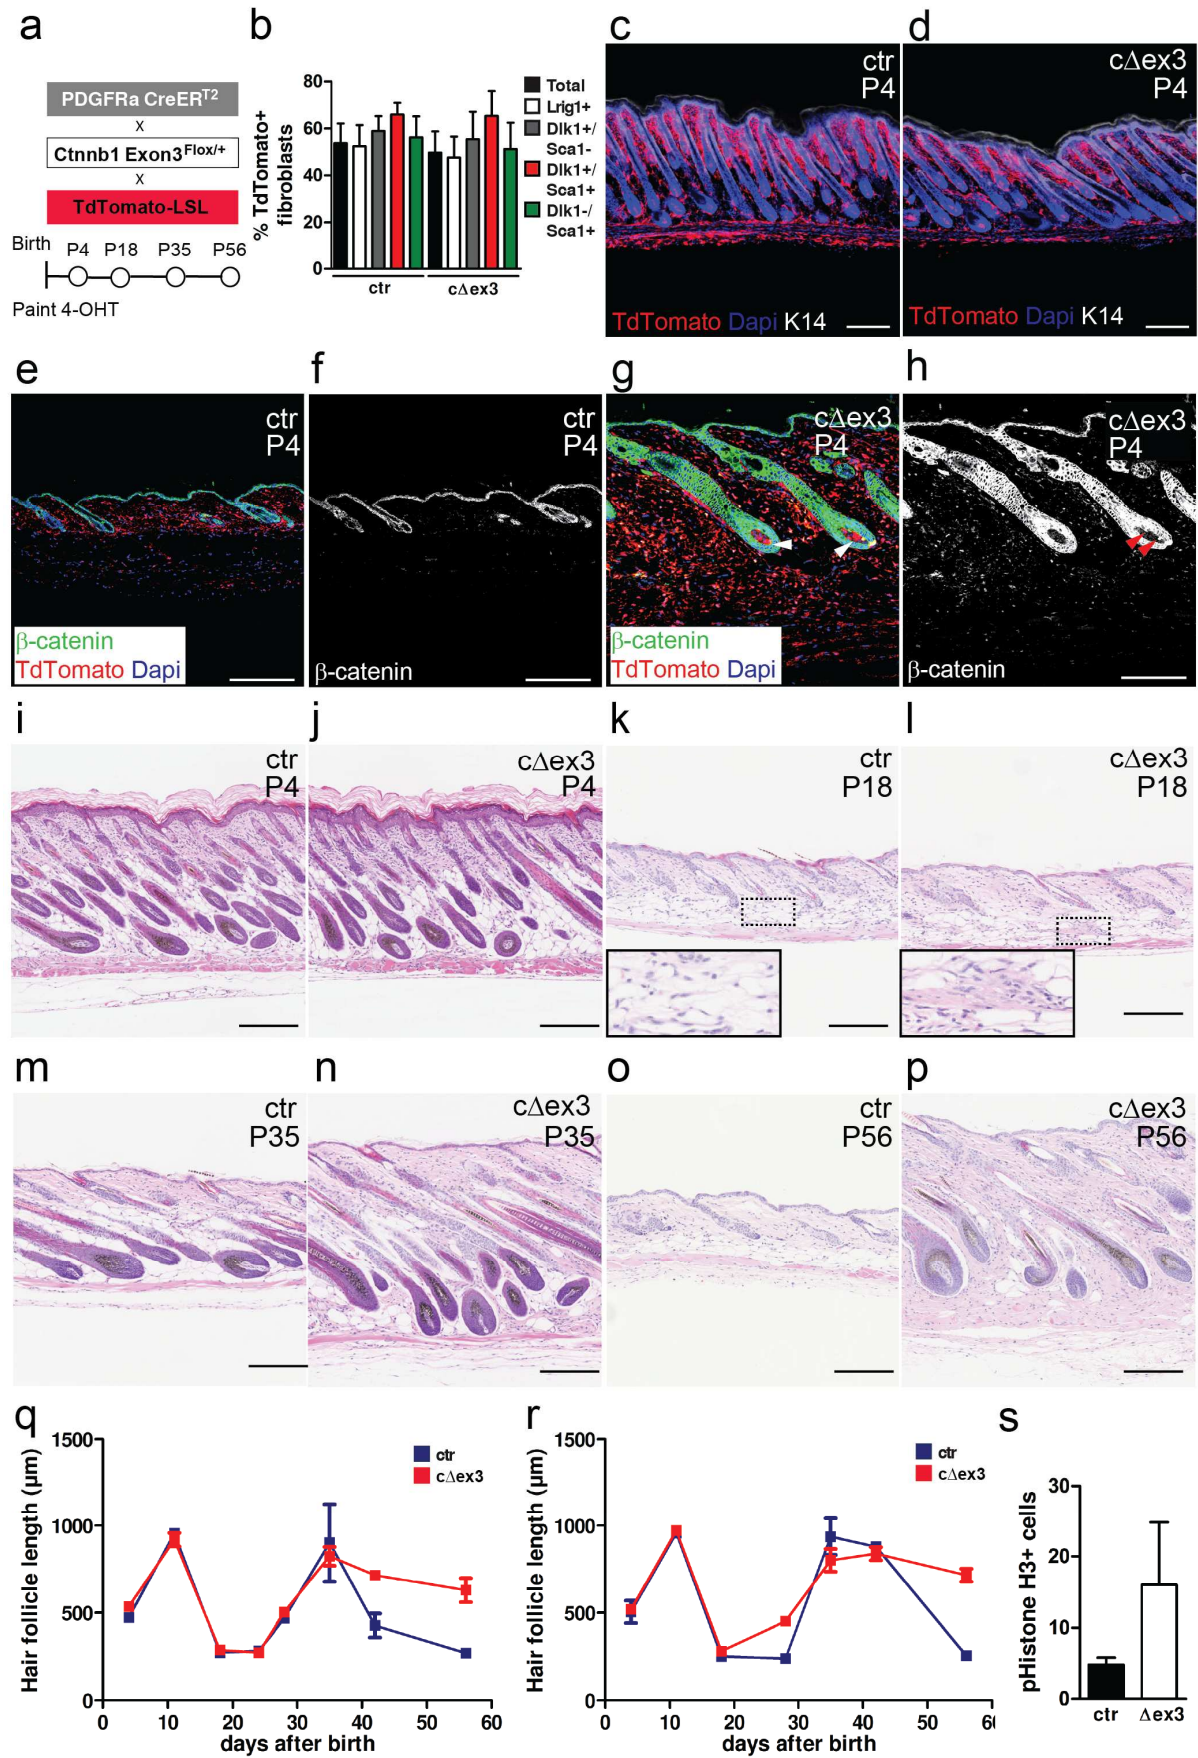 a
PDGFRa CreERT2
x
Ctnnb1 Exon3Flox/+
x
TdTomato-LSL
Birth
P4 P18 P35 P56
Paint 4-OHT
b
% TdTomato+
fibroblasts
80
60
40
20
0
ctr
cΔex3
Total
Lrig1+
Dlk1+/
Sca1-
Dlk1+/
Sca1+
Dlk1-/
Sca1+
c
ctr
P4
TdTomato Dapi K14
d
cΔex3
P4
TdTomato Dapi K14
e
ctr
P4
β-catenin
TdTomato Dapi
f
ctr
P4
β-catenin
g
cΔex3
P4
β-catenin
TdTomato Dapi
h
cΔex3
P4
β-catenin
i
ctr
P4
j
cΔex3
P4
k
ctr
P18
l
cΔex3
P18
m
ctr
P35
n
cΔex3
P35
o
ctr
P56
p
cΔex3
P56
q
Hair follicle length (µm)
1500
1000
500
0
0 10 20 30 40 50 60
days after birth
ctr
cΔex3
r
Hair follicle length (µm)
1500
1000
500
0
0 10 20 30 40 50
days after birth
ctr
cΔex3
s
pHistone H3+ cells
30
20
10
0
ctr Δex3